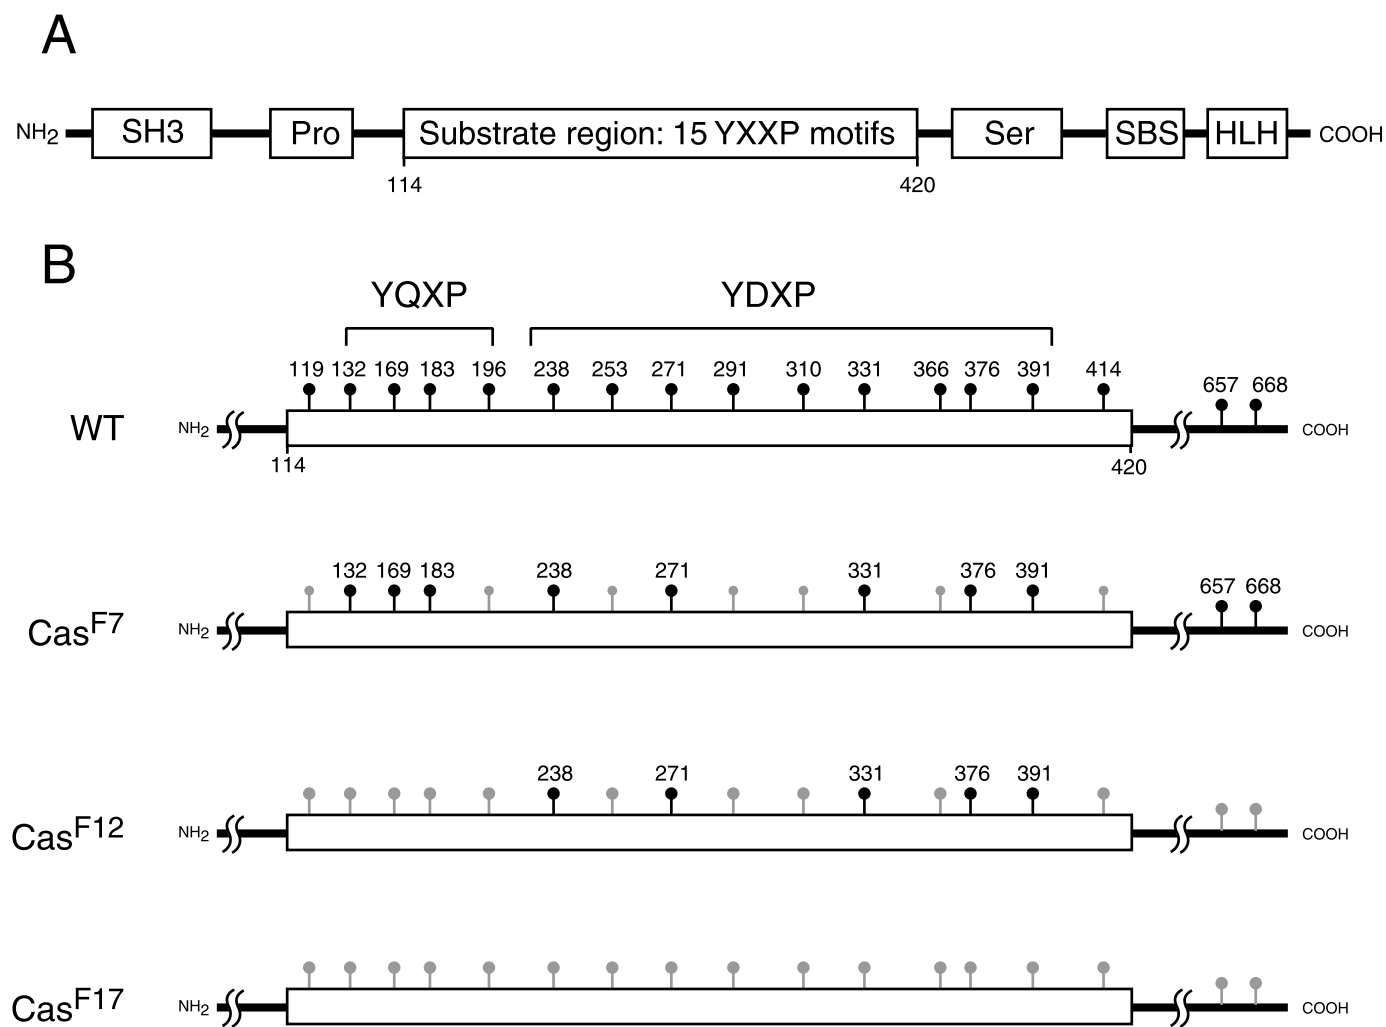 A
NH2 SH3 Pro Substrate region: 15 YXXP motifs Ser SBS HLH COOH
114 420
B
YQXP YDXP
119 132 169 183 196 238 253 271 291 310 331 366 376 391 414 657 668
WT NH2 COOH
114 420
132 169 183 238 271 331 376 391 657 668
CasF7 NH2 COOH
238 271 331 376 391
CasF12 NH2 COOH
CasF17 NH2 COOH